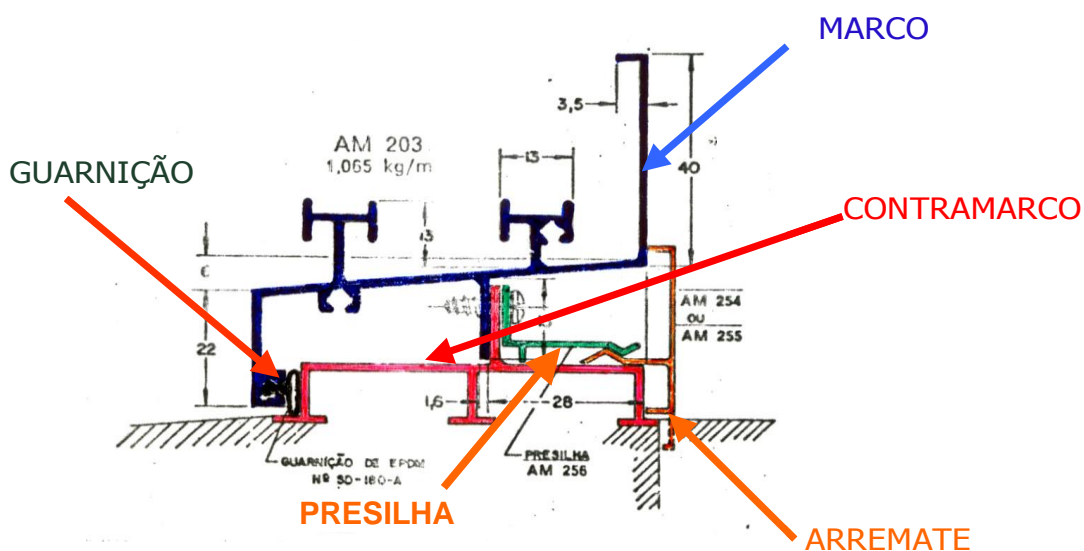 MARCO
3,5
AM 203
1,065 kg/m
13
40
GUARNIÇÃO
CONTRAMARCO
13
6
AM 254
OU
AM 255
22
1,6
28
GUARNIÇÃO DE EPDM
Nº SD-180-A
PRESILHA
AM 256
PRESILHA
ARREMATE